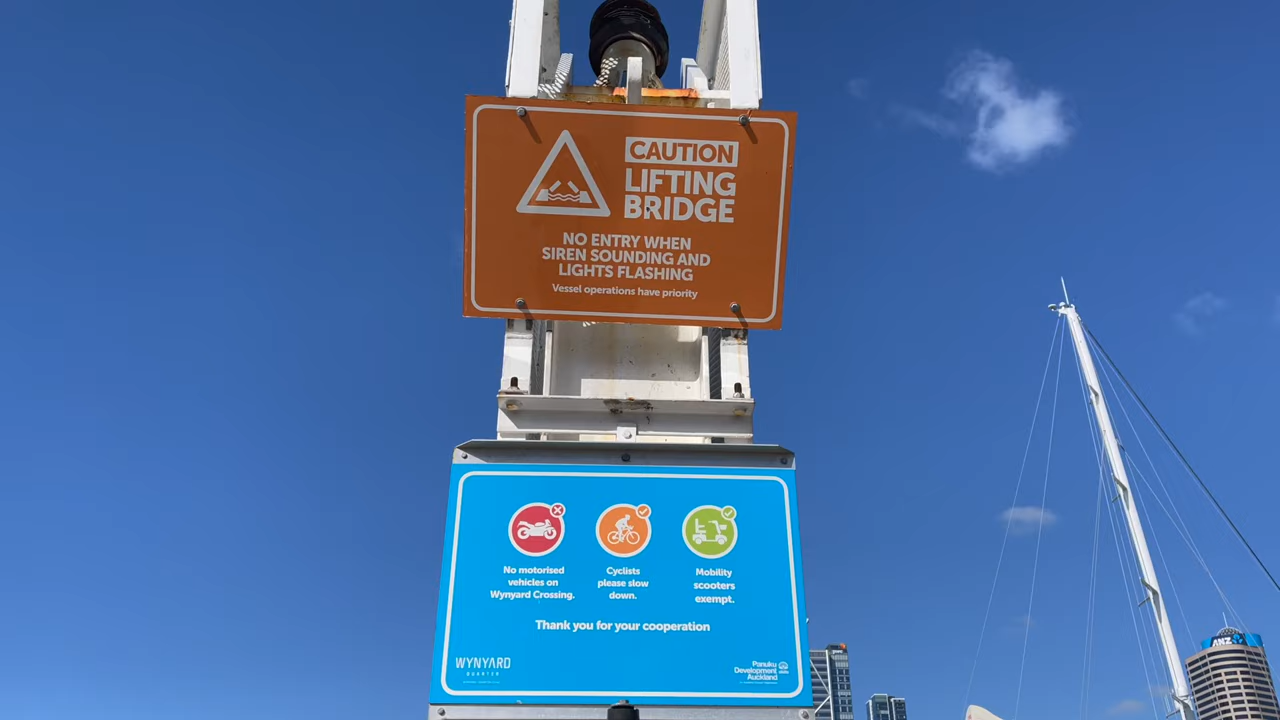 CAUTION
LIFTING
BRIDGE
NO ENTRY WHEN
SIREN SOUNDING AND
LIGHTS FLASHING
Vessel operations have priority
No motorised
vehicles on
Wynyard Crossing.
Cyclists
please slow
down.
Mobility
scooters
exempt.
Thank you for your cooperation
WYNYARD
QUARTER
Panuku
Development
Auckland
ANZ
pwc